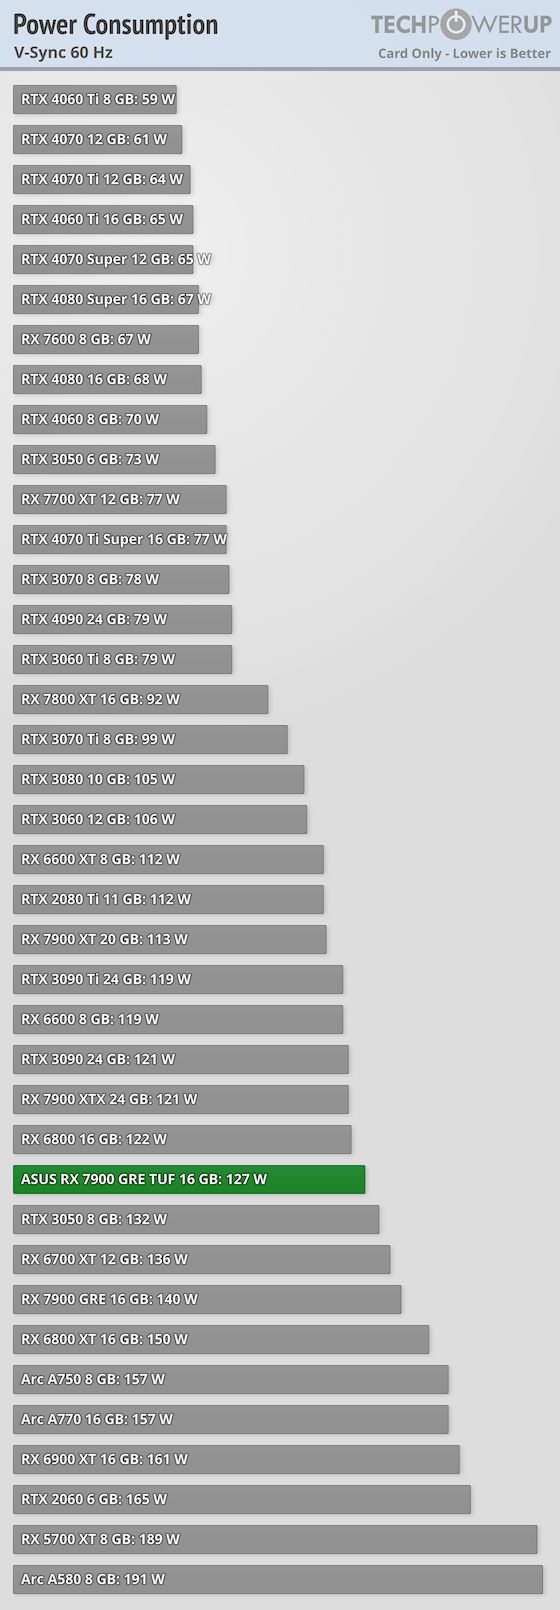 Power Consumption
TECHPOWERUP
V-Sync 60 Hz
Card Only - Lower is Better
RTX 4060 Ti 8 GB: 59 W
RTX 4070 12 GB: 61 W
RTX 4070 Ti 12 GB: 64 W
RTX 4060 Ti 16 GB: 65 W
RTX 4070 Super 12 GB: 65 W
RTX 4080 Super 16 GB: 67 W
RX 7600 8 GB: 67 W
RTX 4080 16 GB: 68 W
RTX 4060 8 GB: 70 W
RTX 3050 6 GB: 73 W
RX 7700 XT 12 GB: 77 W
RTX 4070 Ti Super 16 GB: 77 W
RTX 3070 8 GB: 78 W
RTX 4090 24 GB: 79 W
RTX 3060 Ti 8 GB: 79 W
RX 7800 XT 16 GB: 92 W
RTX 3070 Ti 8 GB: 99 W
RTX 3080 10 GB: 105 W
RTX 3060 12 GB: 106 W
RX 6600 XT 8 GB: 112 W
RTX 2080 Ti 11 GB: 112 W
RX 7900 XT 20 GB: 113 W
RTX 3090 Ti 24 GB: 119 W
RX 6600 8 GB: 119 W
RTX 3090 24 GB: 121 W
RX 7900 XTX 24 GB: 121 W
RX 6800 16 GB: 122 W
ASUS RX 7900 GRE TUF 16 GB: 127 W
RTX 3050 8 GB: 132 W
RX 6700 XT 12 GB: 136 W
RX 7900 GRE 16 GB: 140 W
RX 6800 XT 16 GB: 150 W
Arc A750 8 GB: 157 W
Arc A770 16 GB: 157 W
RX 6900 XT 16 GB: 161 W
RTX 2060 6 GB: 165 W
RX 5700 XT 8 GB: 189 W
Arc A580 8 GB: 191 W